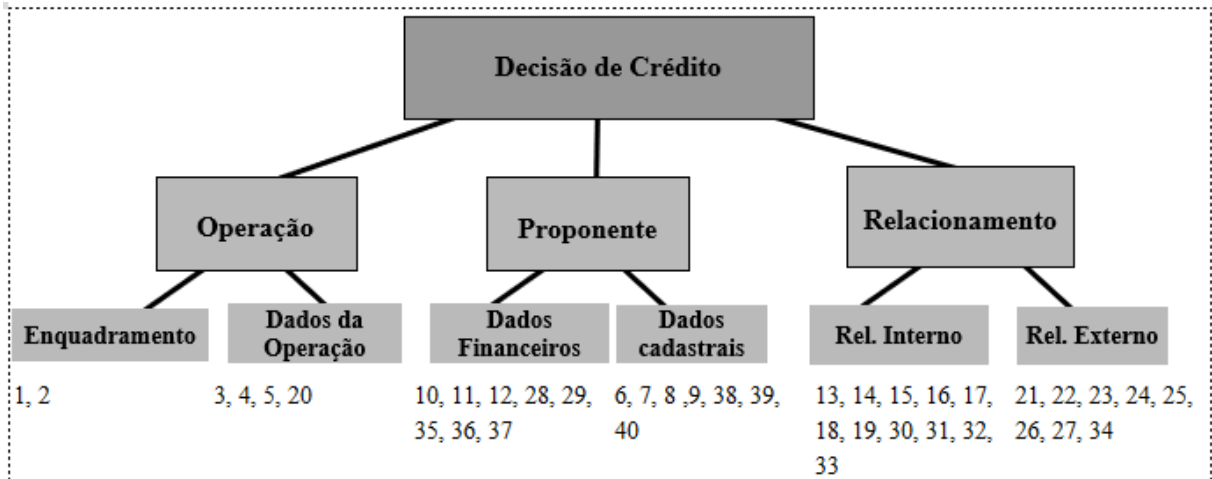 Decisão de Crédito
Operação
Proponente
Relacionamento
Enquadramento
Dados da
Operação
Dados
Financeiros
Dados
cadastrais
Rel. Interno
Rel. Externo
1, 2
3, 4, 5, 20
10, 11, 12, 28, 29,
35, 36, 37
6, 7, 8 ,9, 38, 39,
40
13, 14, 15, 16, 17,
18, 19, 30, 31, 32,
33
21, 22, 23, 24, 25,
26, 27, 34